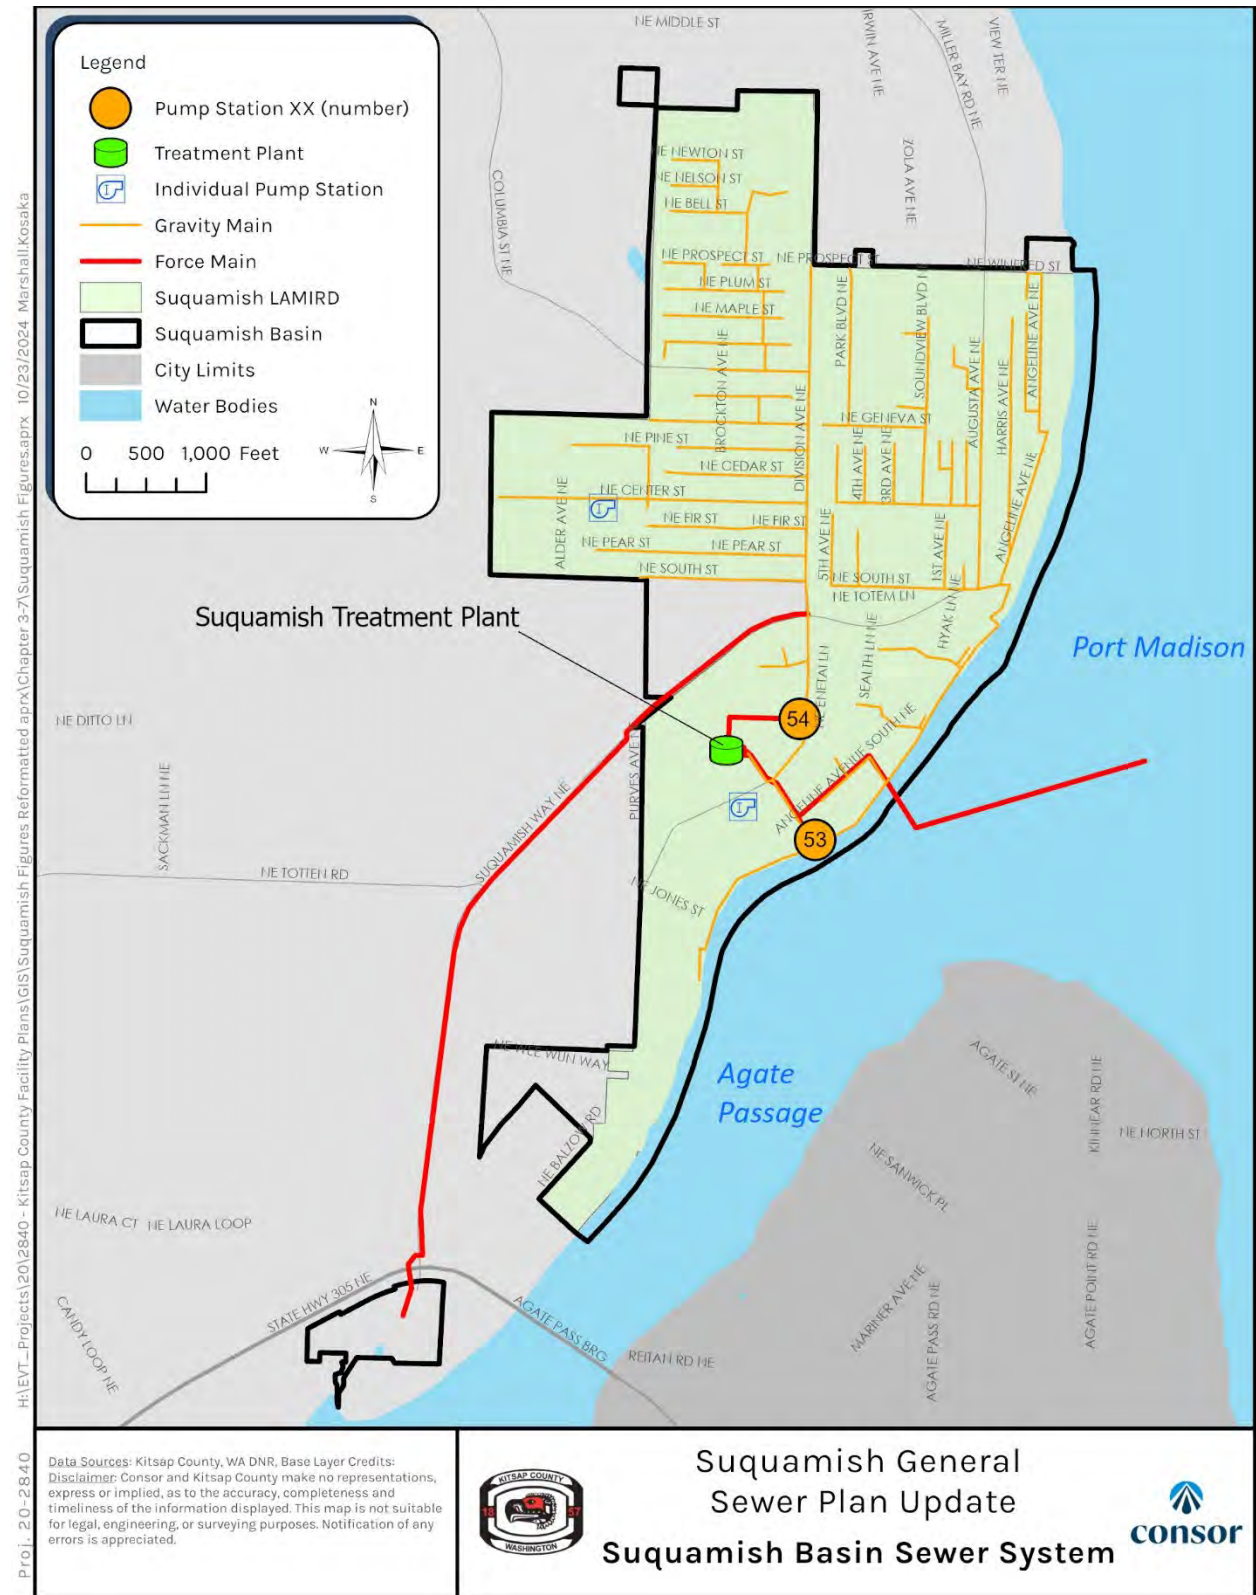 Legend
Pump Station XX (number)
Treatment Plant
Individual Pump Station
Gravity Main
Force Main
Suquamish LAMIRD
Suquamish Basin
City Limits
Water Bodies
0 500 1,000 Feet
N
W
E
S
NE MIDDLE ST
IRWIN AVE NE
MILLER BAY RD NE
VIEW TER NE
ZOLA AVE NE
COLUMBIA ST NE
NE NEWTON ST
NE NELSON ST
NE BELL ST
NE PROSPECT ST
NE PROSPECT ST
NE WINFRED ST
NE PLUM ST
NE MAPLE ST
BROCKTON AVE NE
DIVISION AVE NE
PARK BLVD NE
SOUNDVIEW BLVD NE
AUGUSTA AVE NE
HARRIS AVE NE
ANGELINE AVE NE
NE GENEVA ST
NE PINE ST
NE CEDAR ST
4TH AVE NE
3RD AVE NE
NE CENTER ST
ALDER AVE NE
NE FIR ST
NE FIR ST
NE PEAR ST
NE PEAR ST
5TH AVE NE
1ST AVE NE
ANGELINE AVE NE
NE SOUTH ST
NE SOUTH ST
NE TOTEM LN
HYAK LN NE
SEALTH LN NE
NE ENETAI LN
Suquamish Treatment Plant
Port Madison
54
53
ANGELINE AVENUE SOUTH NE
PURVES AVE NE
SUQUAMISH WAY NE
NE DITTO LN
SACKMAN LN NE
NE TOTTEN RD
NE JONES ST
NE WEE WUN WAY
NE BALZOW RD
Agate
Passage
AGATE ST NE
KINNEAR RD NE
NE NORTH ST
NE SANWICK PL
NE LAURA CT
NE LAURA LOOP
STATE HWY 305 NE
CANDY LOOP NE
AGATE PASS BRG
REITAN RD NE
MARINER AVE NE
AGATE PASS RD NE
AGATE POINT RD NE
H:\EVT_Projects\20\2840 - Kitsap County Facility Plans\GIS\Suquamish Figures Reformatted aprx\Chapter 3-7\Suquamish Figures.aprx 10/23/2024 Marshall.Kosaka
Proj. 20-2840
Data Sources: Kitsap County, WA DNR, Base Layer Credits:
Disclaimer: Consor and Kitsap County make no representations,
express or implied, as to the accuracy, completeness and
timeliness of the information displayed. This map is not suitable
for legal, engineering, or surveying purposes. Notification of any
errors is appreciated.
KITSAP COUNTY
18 57
WASHINGTON
Suquamish General
Sewer Plan Update
Suquamish Basin Sewer System
consor